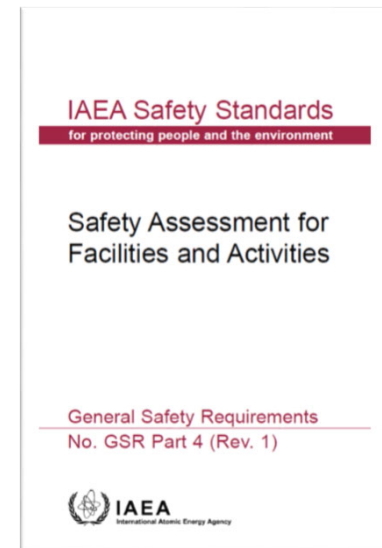 IAEA Safety Standards
for protecting people and the environment
Safety Assessment for
Facilities and Activities
General Safety Requirements
No. GSR Part 4 (Rev. 1)
IAEA
International Atomic Energy Agency